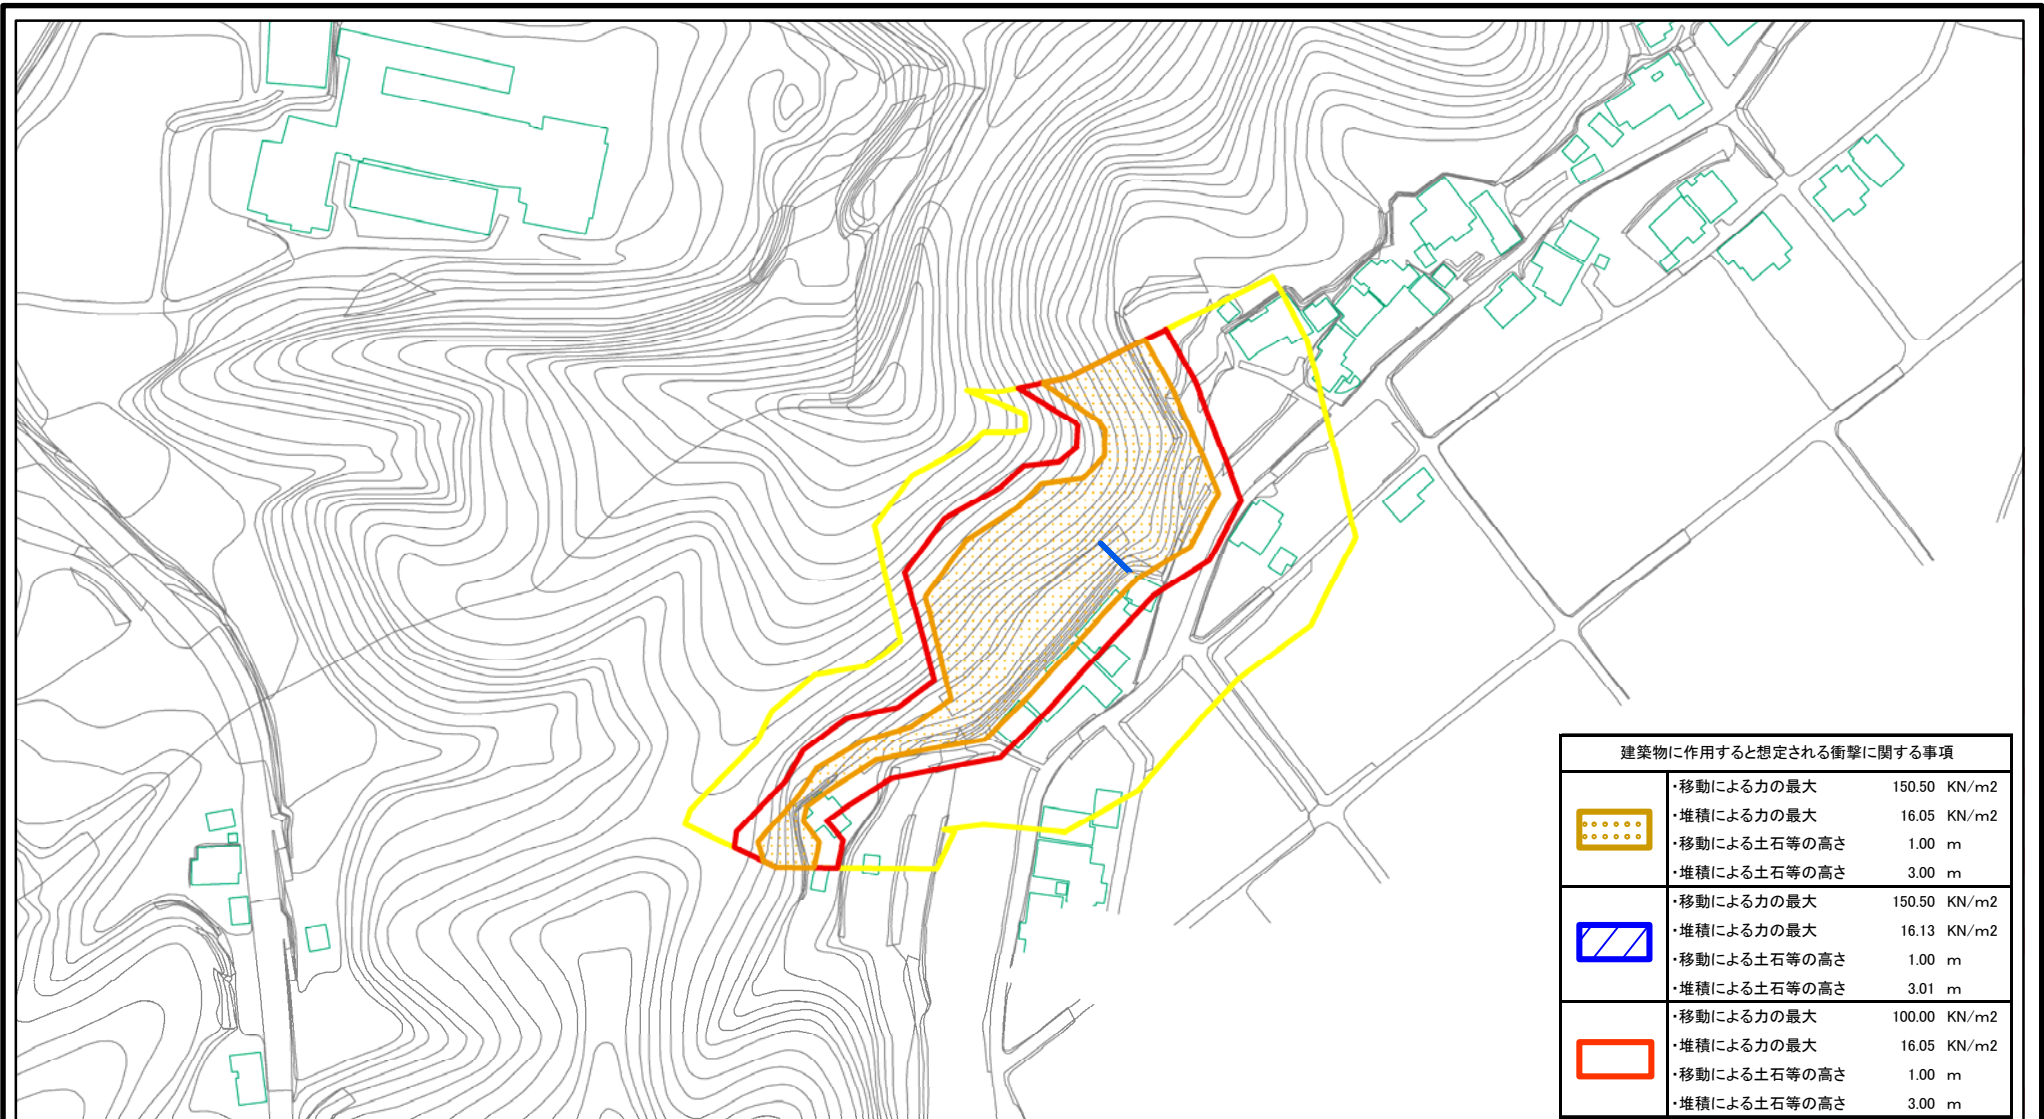 建築物に作用すると想定される衝撃に関する事項
・移動による力の最大 150.50 KN/m2
・堆積による力の最大 16.05 KN/m2
・移動による土石等の高さ 1.00 m
・堆積による土石等の高さ 3.00 m
・移動による力の最大 150.50 KN/m2
・堆積による力の最大 16.13 KN/m2
・移動による土石等の高さ 1.00 m
・堆積による土石等の高さ 3.01 m
・移動による力の最大 100.00 KN/m2
・堆積による力の最大 16.05 KN/m2
・移動による土石等の高さ 1.00 m
・堆積による土石等の高さ 3.00 m